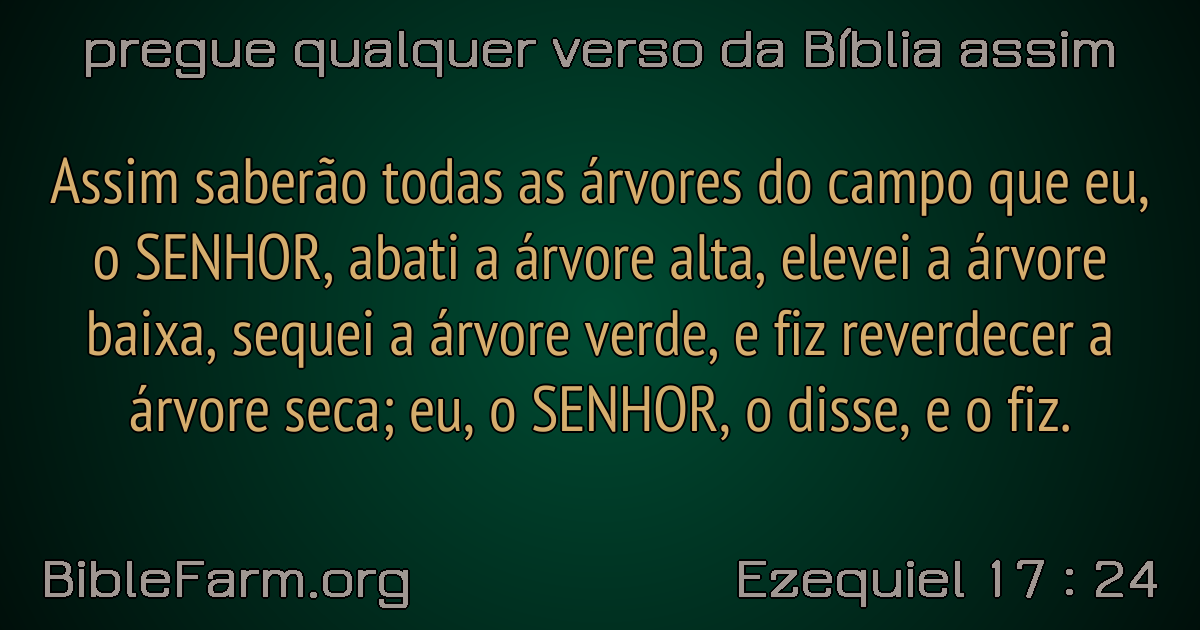 pregue qualquer verso da Bíblia assim
Assim saberão todas as árvores do campo que eu,
o SENHOR, abati a árvore alta, elevei a árvore
baixa, sequei a árvore verde, e fiz reverdecer a
árvore seca; eu, o SENHOR, o disse, e o fiz.
BibleFarm.org
Ezequiel 17 : 24